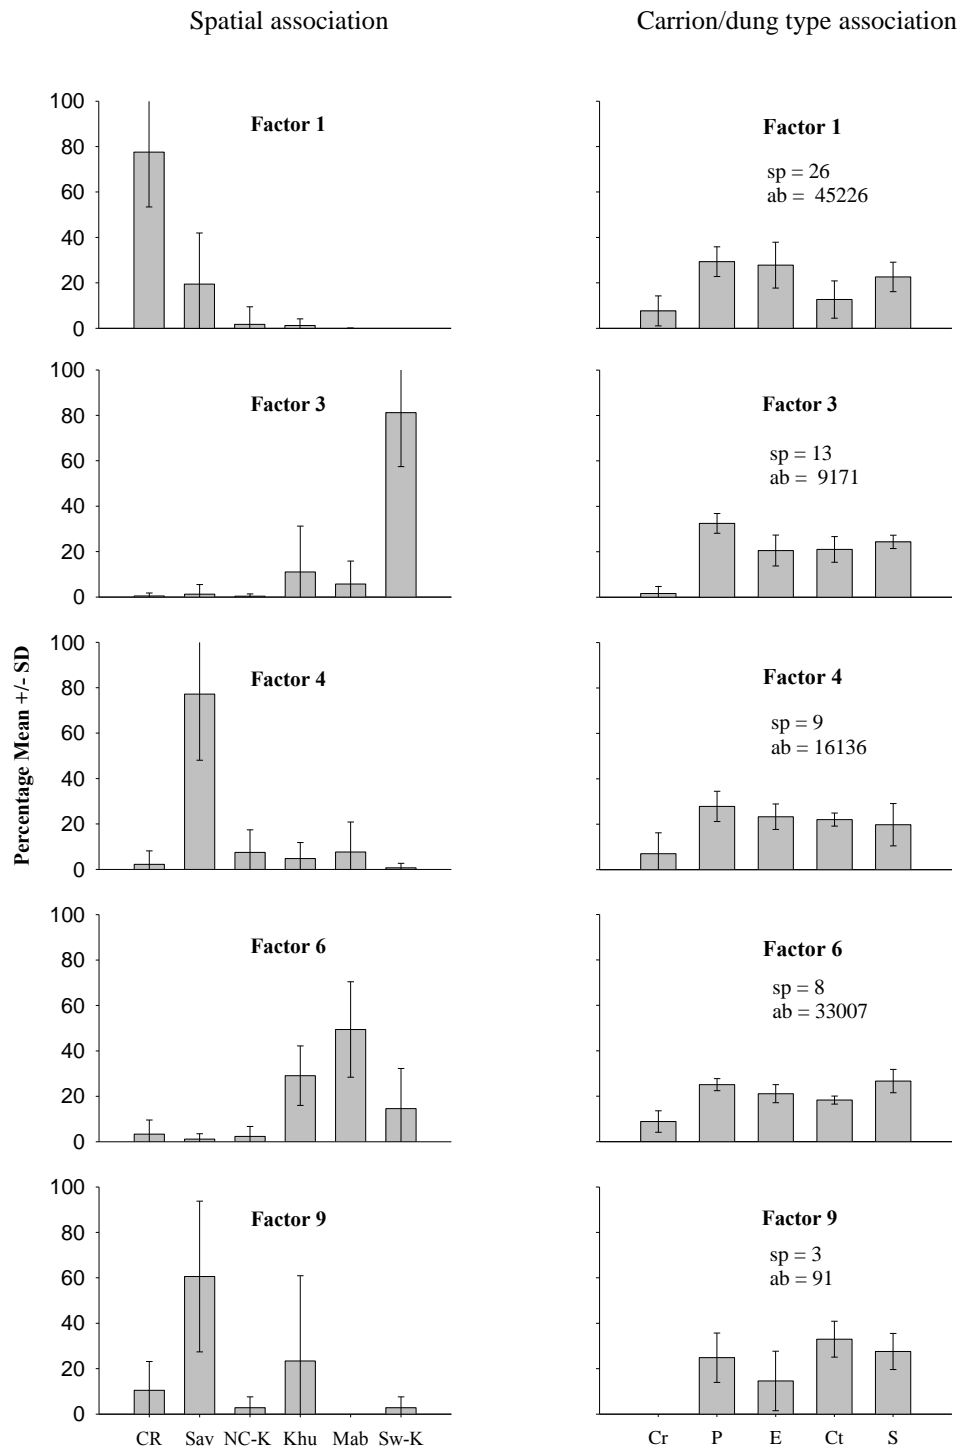 Spatial association
Carrion/dung type association
Percentage Mean +/- SD
100
80
60
40
20
0
Factor 1
Factor 1
sp = 26
ab = 45226
100
80
60
40
20
0
Factor 3
Factor 3
sp = 13
ab = 9171
100
80
60
40
20
0
Factor 4
Factor 4
sp = 9
ab = 16136
100
80
60
40
20
0
Factor 6
Factor 6
sp = 8
ab = 33007
100
80
60
40
20
0
Factor 9
Factor 9
sp = 3
ab = 91
CR Sav NC-K Khu Mab Sw-K
Cr P E Ct S